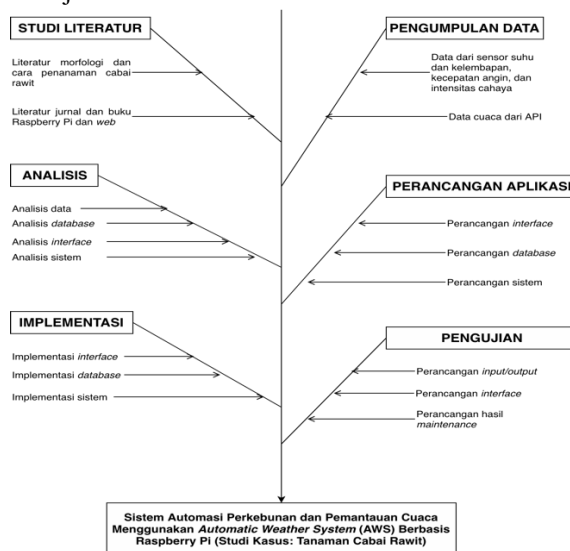 STUDI LITERATUR
Literatur morfologi dan
cara penanaman cabai
rawit
Literatur jurnal dan buku
Raspberry Pi dan web
PENGUMPULAN DATA
Data dari sensor suhu
dan kelembapan,
kecepatan angin, dan
intensitas cahaya
Data cuaca dari API
ANALISIS
Analisis data
Analisis database
Analisis interface
Analisis sistem
PERANCANGAN APLIKASI
Perancangan interface
Perancangan database
Perancangan sistem
IMPLEMENTASI
Implementasi interface
Implementasi database
Implementasi sistem
PENGUJIAN
Perancangan input/output
Perancangan interface
Perancangan hasil
maintenance
Sistem Automasi Perkebunan dan Pemantauan Cuaca
Menggunakan Automatic Weather System (AWS) Berbasis
Raspberry Pi (Studi Kasus: Tanaman Cabai Rawit)